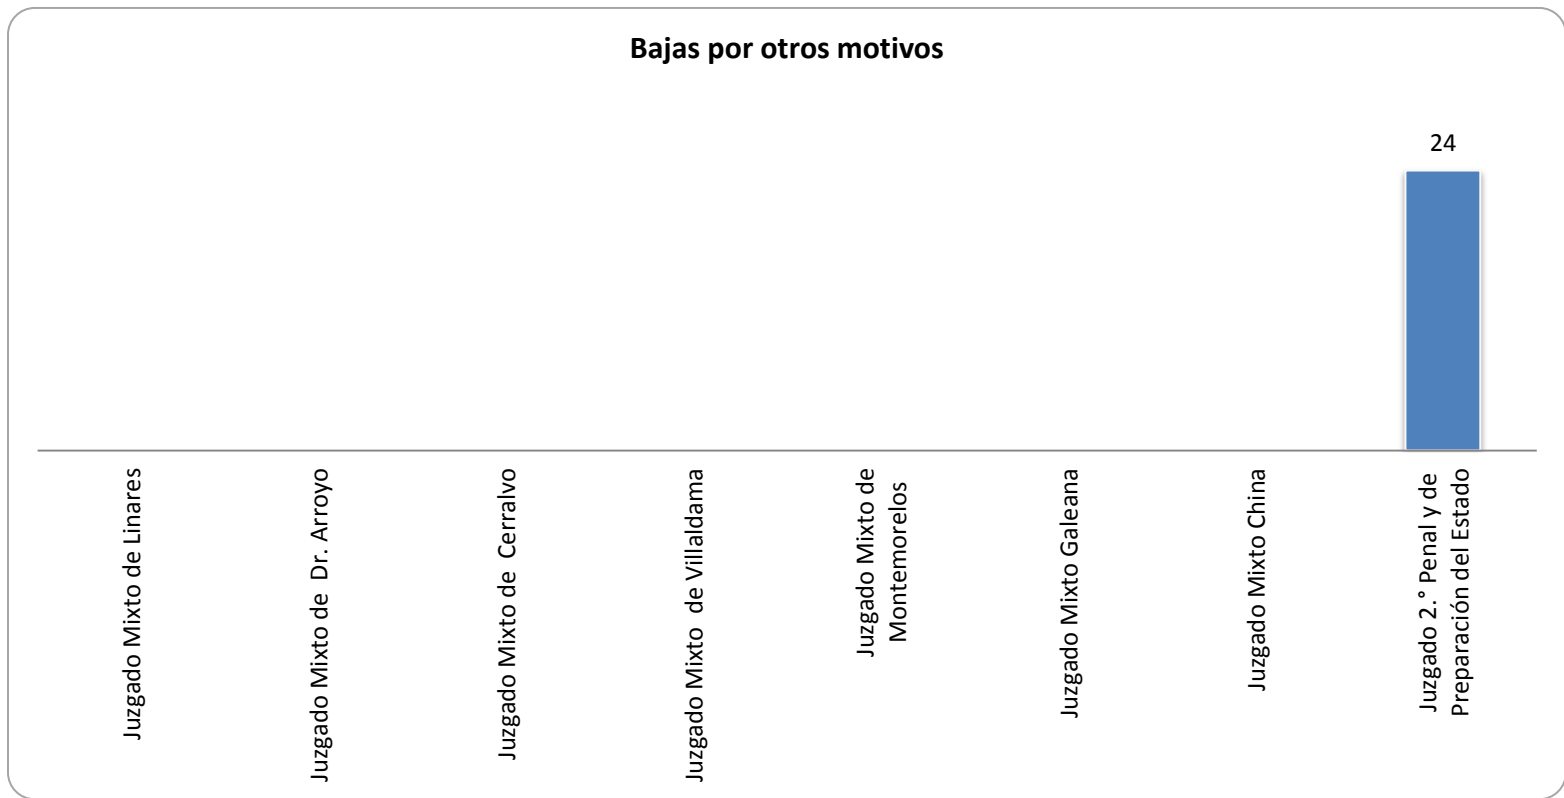 Bajas por otros motivos
24
Juzgado Mixto de Linares
Juzgado Mixto de  Dr. Arroyo
Juzgado Mixto de  Cerralvo
Juzgado Mixto  de Villaldama
Juzgado Mixto de
Montemorelos
Juzgado Mixto Galeana
Juzgado Mixto China
Juzgado 2.° Penal y de
Preparación del Estado